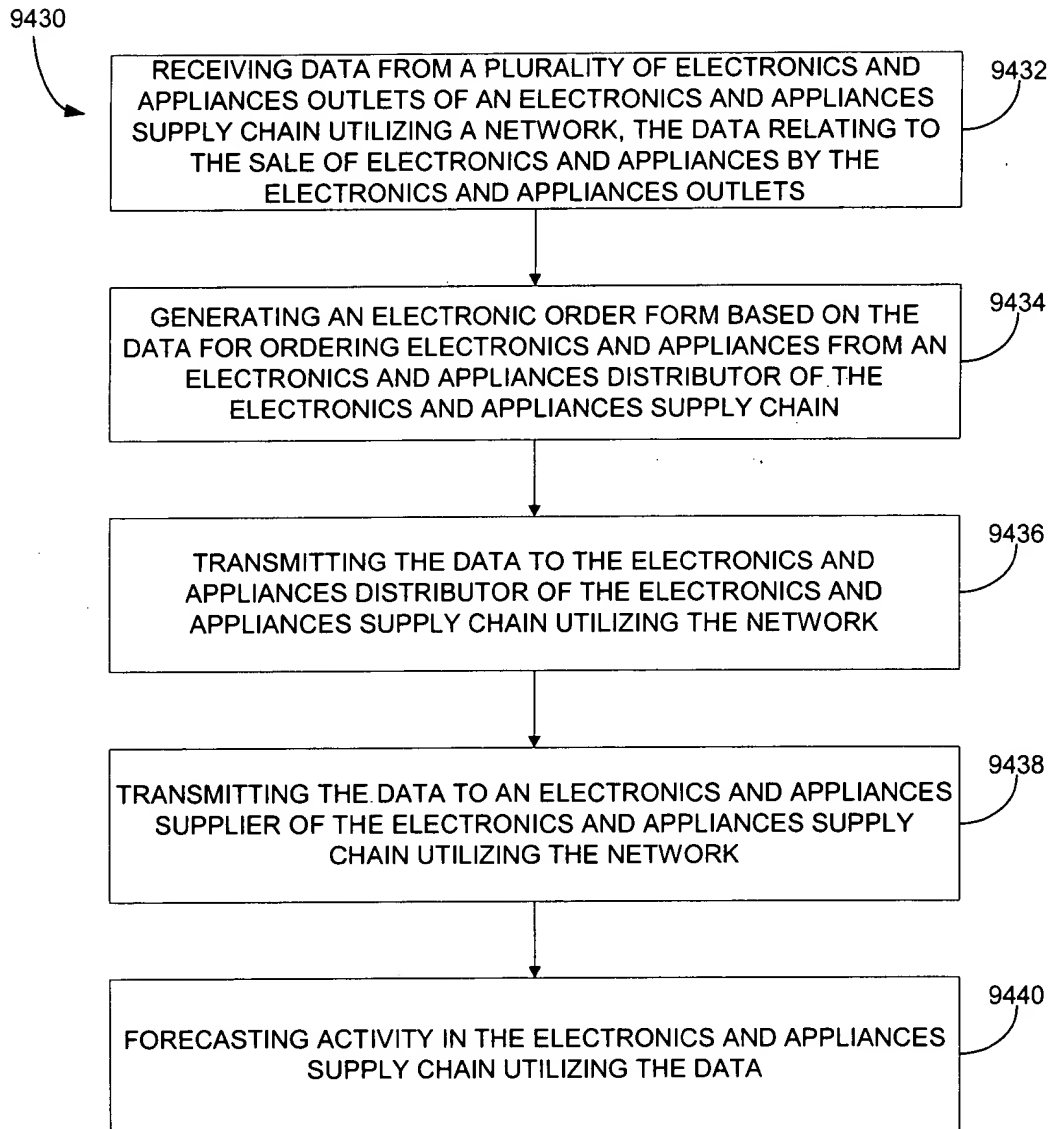 9430
RECEIVING DATA FROM A PLURALITY OF ELECTRONICS AND
APPLIANCES OUTLETS OF AN ELECTRONICS AND APPLIANCES
SUPPLY CHAIN UTILIZING A NETWORK, THE DATA RELATING TO
THE SALE OF ELECTRONICS AND APPLIANCES BY THE
ELECTRONICS AND APPLIANCES OUTLETS
9432
GENERATING AN ELECTRONIC ORDER FORM BASED ON THE
DATA FOR ORDERING ELECTRONICS AND APPLIANCES FROM AN
ELECTRONICS AND APPLIANCES DISTRIBUTOR OF THE
ELECTRONICS AND APPLIANCES SUPPLY CHAIN
9434
TRANSMITTING THE DATA TO THE ELECTRONICS AND
APPLIANCES DISTRIBUTOR OF THE ELECTRONICS AND
APPLIANCES SUPPLY CHAIN UTILIZING THE NETWORK
9436
TRANSMITTING THE DATA TO AN ELECTRONICS AND APPLIANCES
SUPPLIER OF THE ELECTRONICS AND APPLIANCES SUPPLY
CHAIN UTILIZING THE NETWORK
9438
FORECASTING ACTIVITY IN THE ELECTRONICS AND APPLIANCES
SUPPLY CHAIN UTILIZING THE DATA
9440